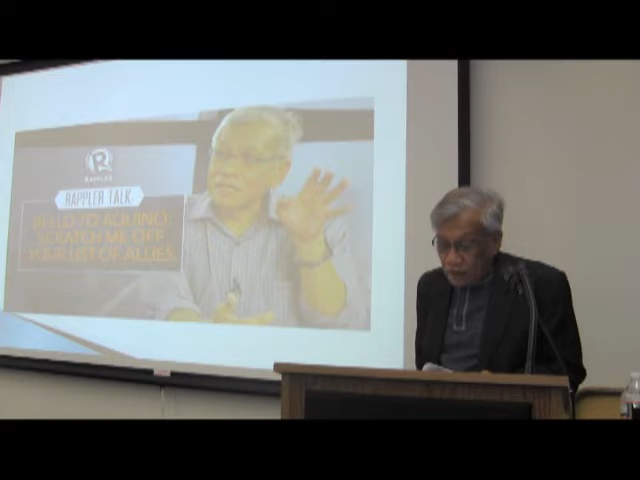 R
RAPPLER
RAPPLER TALK
BELLO TO AQUINO:
SCRATCH ME OFF
YOUR LIST OF ALLIES